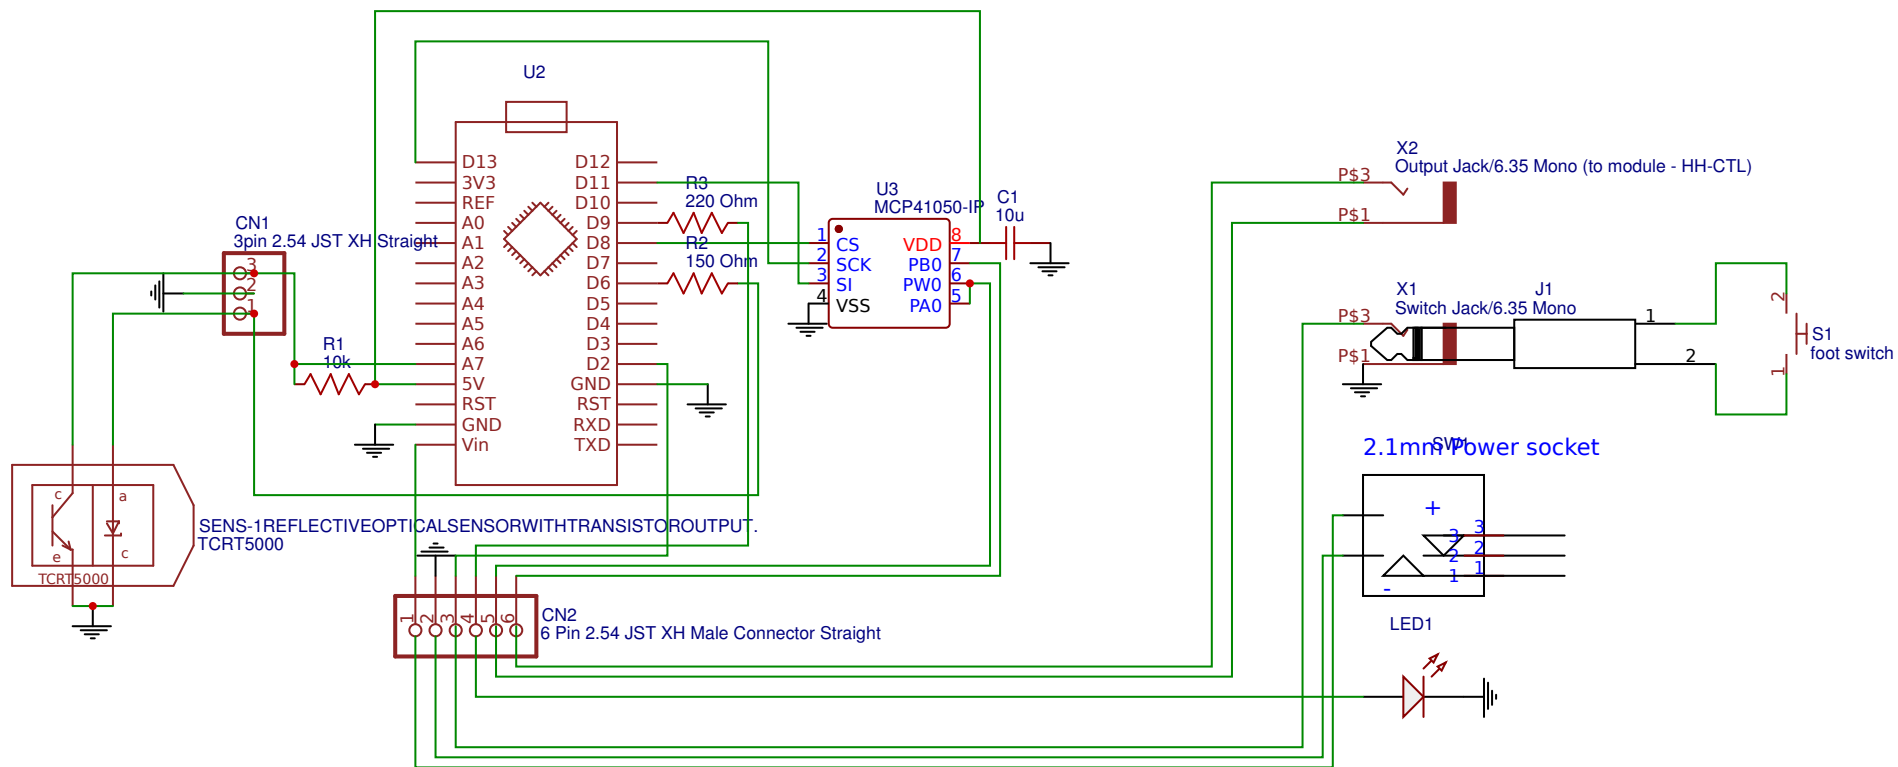 U2
D13
3V3
REF
A0
A1
A2
A3
A4
A5
A6
A7
5V
RST
GND
Vin
D12
D11
D10
D9
D8
D7
D6
D5
D4
D3
D2
GND
RST
RXD
TXD
CN1
3pin 2.54 JST XH Straight
3
2
1
R1
10k
R3
220 Ohm
R2
150 Ohm
U3
MCP41050-IP
1 CS
2 SCK
3 SI
4 VSS
VDD 8
PB0 7
PW0 6
PA0 5
C1
10u
X2
Output Jack/6.35 Mono (to module - HH-CTL)
P$3
P$1
X1
Switch Jack/6.35 Mono
P$3
P$1
J1
1
2
2
1
S1
foot switch
SW1
2.1mm Power socket
+
-
3 3
2 2
1 1
LED1
SENS-1REFLECTIVEOPTICALSENSORWITHTRANSISTOROUTPUT.
TCRT5000
c
a
e
c
TCRT5000
CN2
6 Pin 2.54 JST XH Male Connector Straight
1
2
3
4
5
6